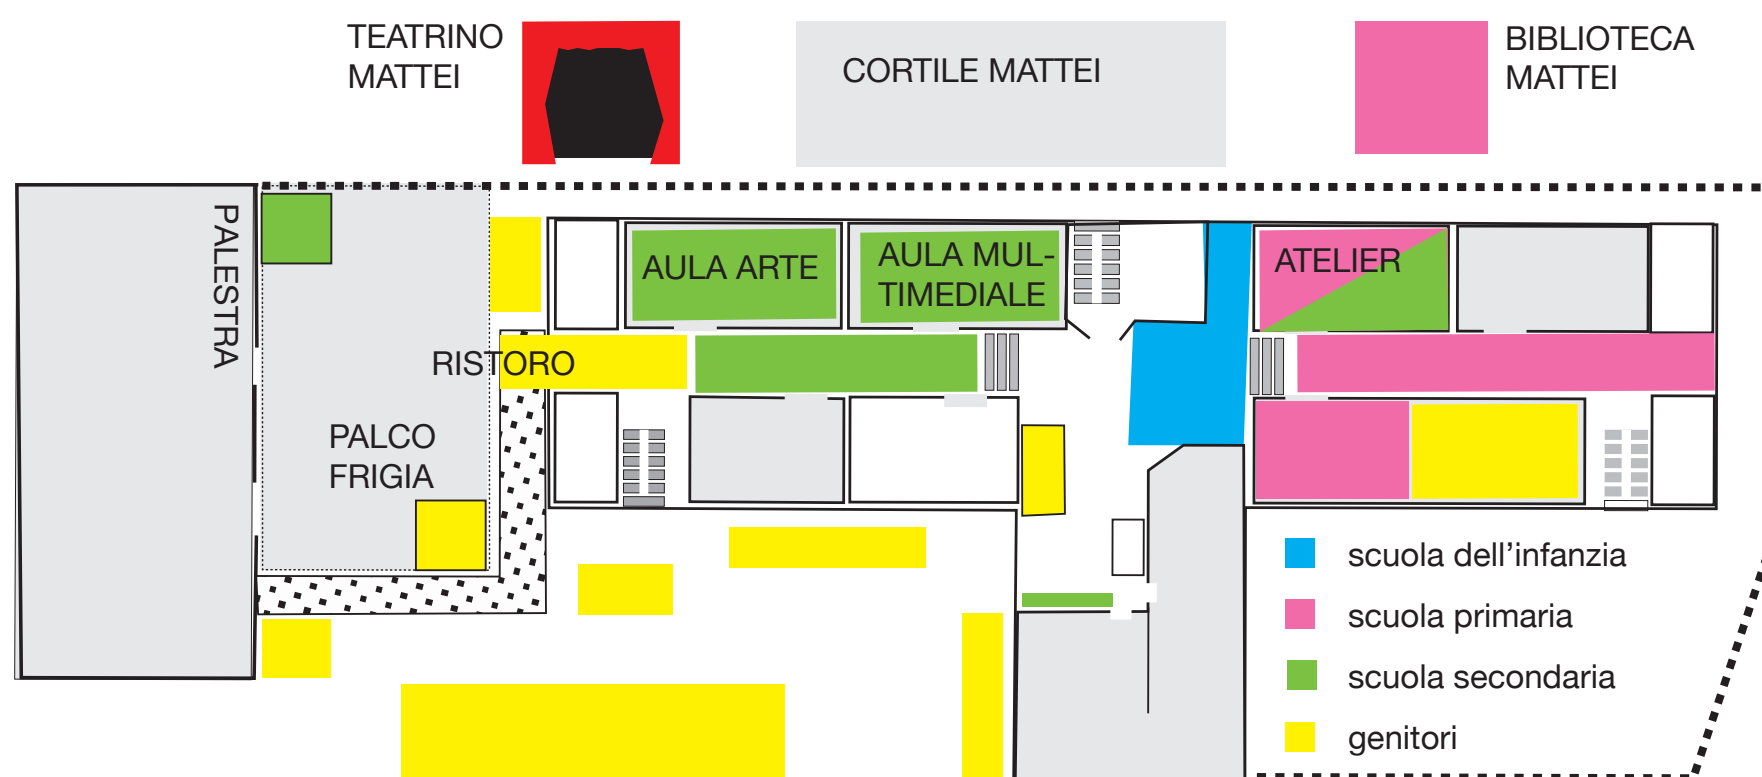 TEATRINO
MATTEI
CORTILE MATTEI
BIBLIOTECA
MATTEI
PALESTRA
AULA ARTE
AULA MUL-
TIMEDIALE
ATELIER
RISTORO
PALCO
FRIGIA
scuola dell’infanzia
scuola primaria
scuola secondaria
genitori